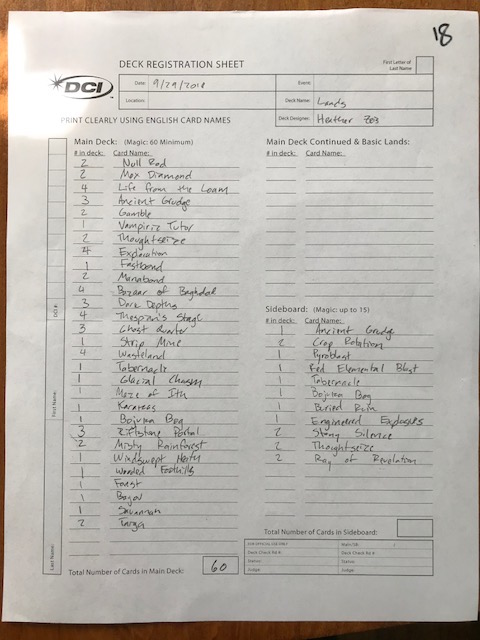 18
DECK REGISTRATION SHEET
First Letter of
Last Name
DCI
Date: 9/29/2018
Event:
Location:
Deck Name: Lands
Deck Designer: Heather
PRINT CLEARLY USING ENGLISH CARD NAMES
Main Deck: (Magic: 60 Minimum)
# in deck: Card Name:
2 Null Rod
2 Mox Diamond
4 Life from the Loam
3 Ancient Grudge
2 Gamble
1 Vampiric Tutor
2 Thoughtseize
4 Exploration
1 Fastbond
2 Manabond
4 Bazaar of Baghdad
3 Dark Depths
4 Thespian's Stage
3 Ghost Quarter
1 Strip Mine
4 Wasteland
1 Tabernacle
1 Glacial Chasm
1 Maze of Ith
1 Karakas
1 Bojuka Bog
3 Riftstone Portal
2 Misty Rainforest
1 Windswept Heath
1 Wooded Foothills
1 Forest
1 Bayou
1 Savannah
2 Taiga
Total Number of Cards in Main Deck: 60
Main Deck Continued & Basic Lands:
# in deck: Card Name:
Sideboard: (Magic: up to 15)
# in deck: Card Name:
1 Ancient Grudge
2 Crop Rotation
1 Pyroblast
1 Red Elemental Blast
1 Tabernacle
1 Bojuka Bog
Buried Ruin
1 Engineered Explosives
2 Stony Silence
2 Thoughtseize
2 Ray of Revelation
Total Number of Cards in Sideboard:
FOR OFFICIAL USE ONLY
Main/SB:
Deck Check Rd #:
Deck Check Rd #:
Status:
Status:
Judge:
Judge:
DCI #:
First Name:
Last Name: